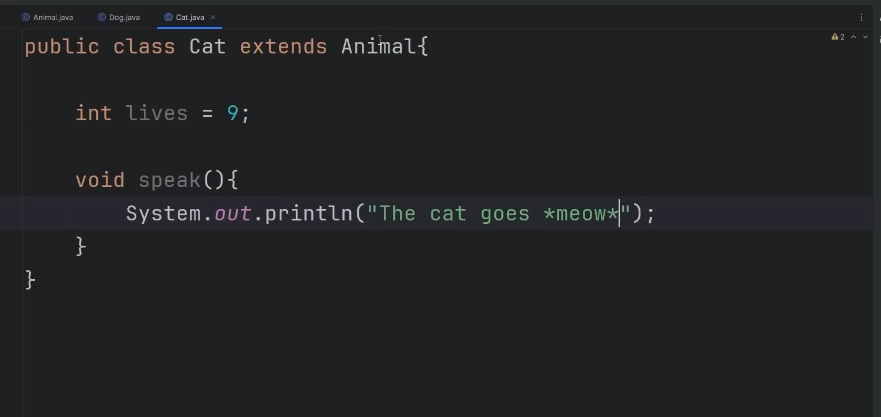 Animal.java Dog.java Cat.java
2
public class Cat extends Animal{
int lives = 9;
void speak(){
System.out.println("The cat goes *meow*");
}
}